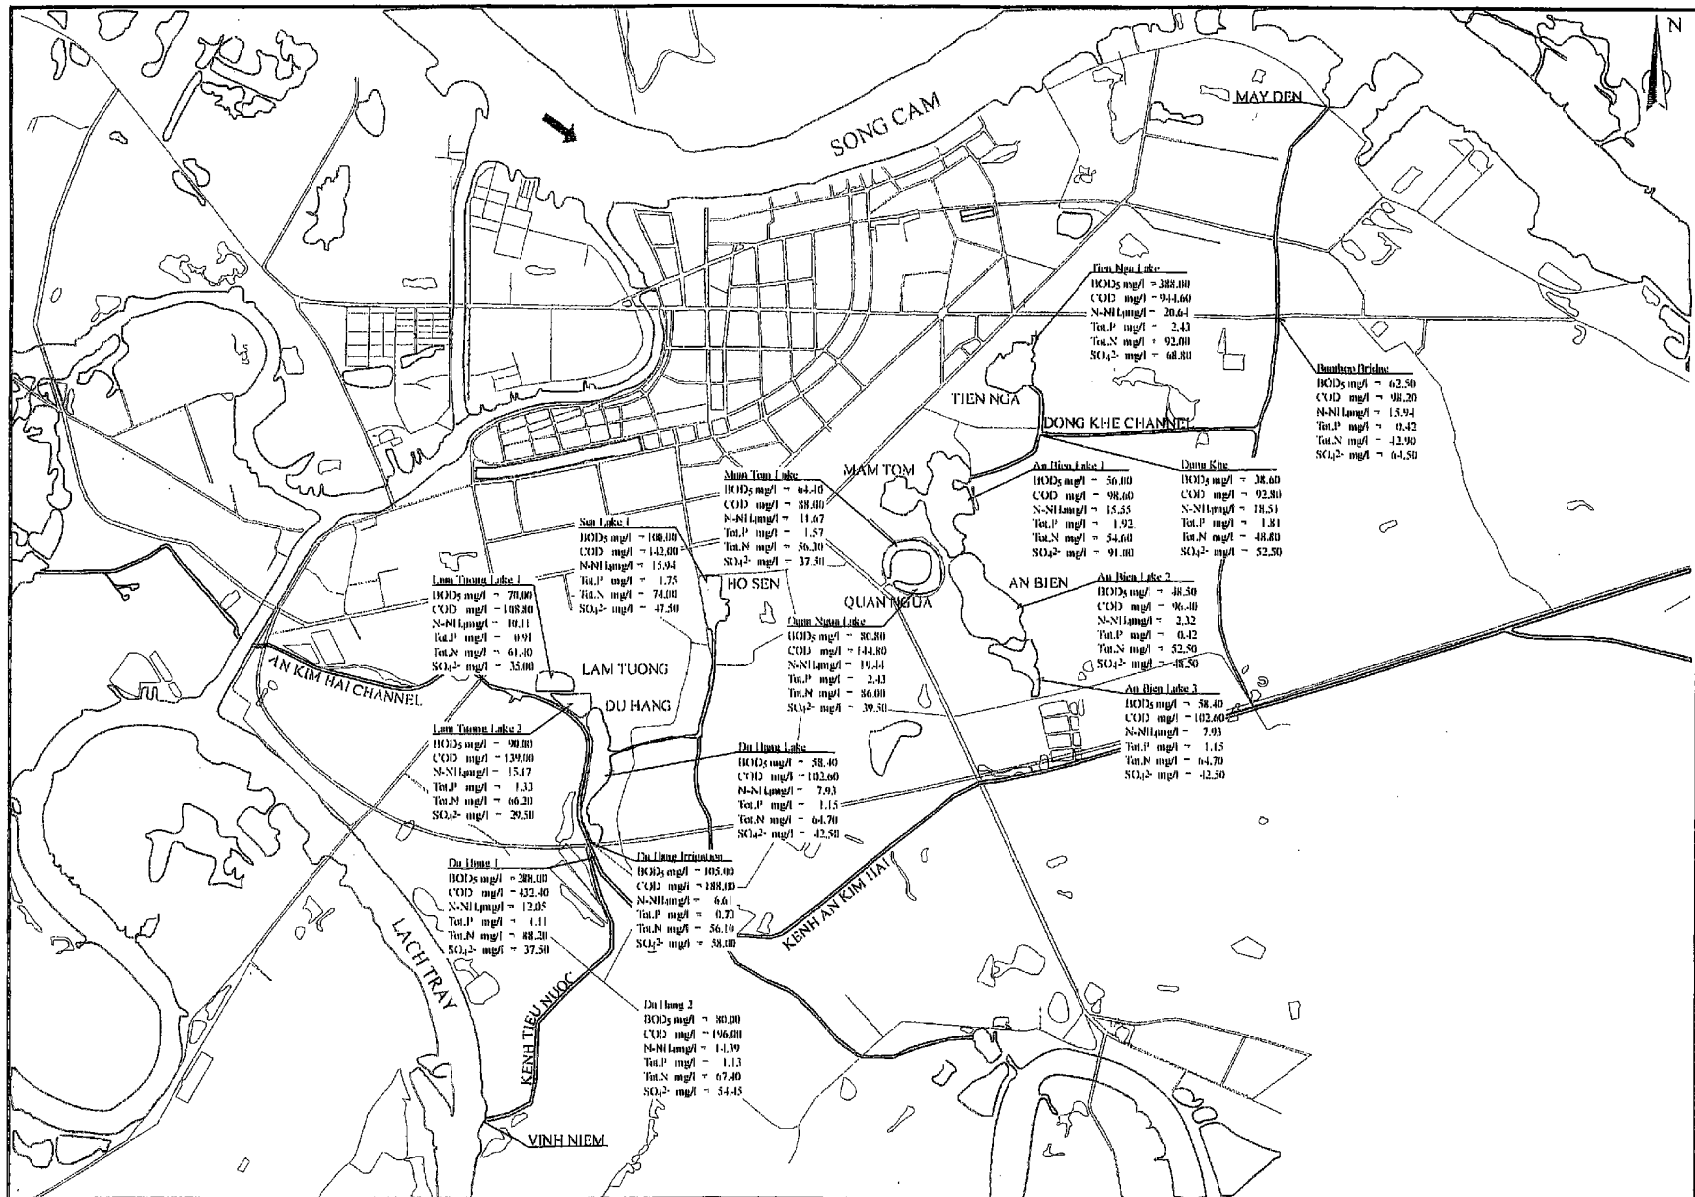 N
MAY DEN
SONG CAM
Tien Nga Lake
BOD5 mg/l = 388.00
COD mg/l = 944.60
N-NH4mg/l = 20.64
Tot.P mg/l = 2.43
Tot.N mg/l = 92.00
SO42- mg/l = 68.80
Bamboo Bridge
BOD5 mg/l = 62.50
COD mg/l = 98.20
N-NH4mg/l = 15.94
Tot.P mg/l = 0.42
Tot.N mg/l = 42.90
SO42- mg/l = 64.50
TIEN NGA
DONG KHE CHANNEL
MAM TOM
An Bien Lake 1
BOD5 mg/l = 56.00
COD mg/l = 98.60
N-NH4mg/l = 15.55
Tot.P mg/l = 1.92
Tot.N mg/l = 54.60
SO42- mg/l = 91.00
Dong Khe
BOD5 mg/l = 38.60
COD mg/l = 92.80
N-NH4mg/l = 18.51
Tot.P mg/l = 1.81
Tot.N mg/l = 48.80
SO42- mg/l = 52.50
Mam Tom Lake
BOD5 mg/l = 64.40
COD mg/l = 88.00
N-NH4mg/l = 11.67
Tot.P mg/l = 1.57
Tot.N mg/l = 56.30
SO42- mg/l = 37.50
Sen Lake 1
BOD5 mg/l = 100.00
COD mg/l = 142.00
N-NH4mg/l = 15.94
Tot.P mg/l = 1.75
Tot.N mg/l = 74.00
SO42- mg/l = 47.50
HO SEN
Lam Tuong Lake 1
BOD5 mg/l = 70.00
COD mg/l = 108.80
N-NH4mg/l = 10.11
Tot.P mg/l = 0.91
Tot.N mg/l = 61.40
SO42- mg/l = 35.00
QUAN NGUA
AN BIEN
An Bien Lake 2
BOD5 mg/l = 48.50
COD mg/l = 96.40
N-NH4mg/l = 2.32
Tot.P mg/l = 0.42
Tot.N mg/l = 52.50
SO42- mg/l = 48.50
Quan Ngua Lake
BOD5 mg/l = 80.80
COD mg/l = 144.80
N-NH4mg/l = 19.44
Tot.P mg/l = 2.43
Tot.N mg/l = 86.00
SO42- mg/l = 39.50
AN KIM HAI CHANNEL
LAM TUONG
DU HANG
An Bien Lake 3
BOD5 mg/l = 58.40
COD mg/l = 102.60
N-NH4mg/l = 7.93
Tot.P mg/l = 1.15
Tot.N mg/l = 64.70
SO42- mg/l = 42.50
Lam Tuong Lake 2
BOD5 mg/l = 90.00
COD mg/l = 139.00
N-NH4mg/l = 15.17
Tot.P mg/l = 1.33
Tot.N mg/l = 66.20
SO42- mg/l = 29.50
Du Hang Lake
BOD5 mg/l = 58.40
COD mg/l = 102.60
N-NH4mg/l = 7.93
Tot.P mg/l = 1.15
Tot.N mg/l = 64.70
SO42- mg/l = 42.50
Du Hang 1
BOD5 mg/l = 288.00
COD mg/l = 432.40
N-NH4mg/l = 12.05
Tot.P mg/l = 1.11
Tot.N mg/l = 88.20
SO42- mg/l = 37.50
Du Hang Irrigation
BOD5 mg/l = 105.00
COD mg/l = 188.00
N-NH4mg/l = 6.61
Tot.P mg/l = 0.73
Tot.N mg/l = 56.10
SO42- mg/l = 58.00
KENH AN KIM HAI
LACH TRAY
KENH TIEU NUOC
Du Hang 2
BOD5 mg/l = 80.00
COD mg/l = 196.00
N-NH4mg/l = 14.39
Tot.P mg/l = 1.13
Tot.N mg/l = 67.40
SO42- mg/l = 54.45
VINH NIEM